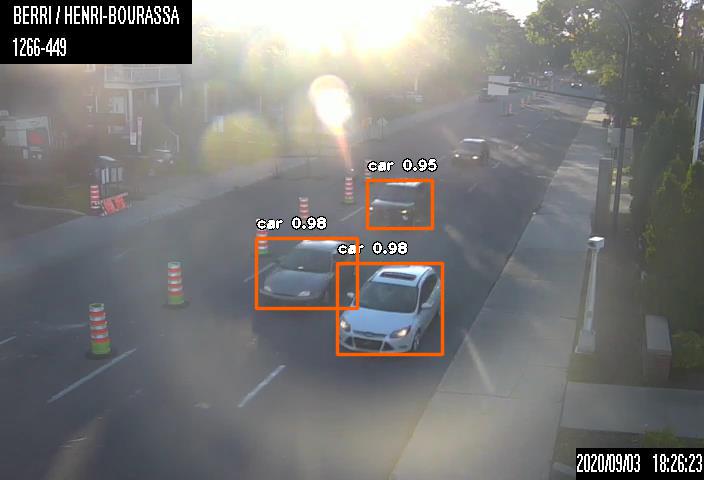 BERRI / HENRI-BOURASSA
1266-449
car 0.95
car 0.98
car 0.98
2020/09/03 18:26:23